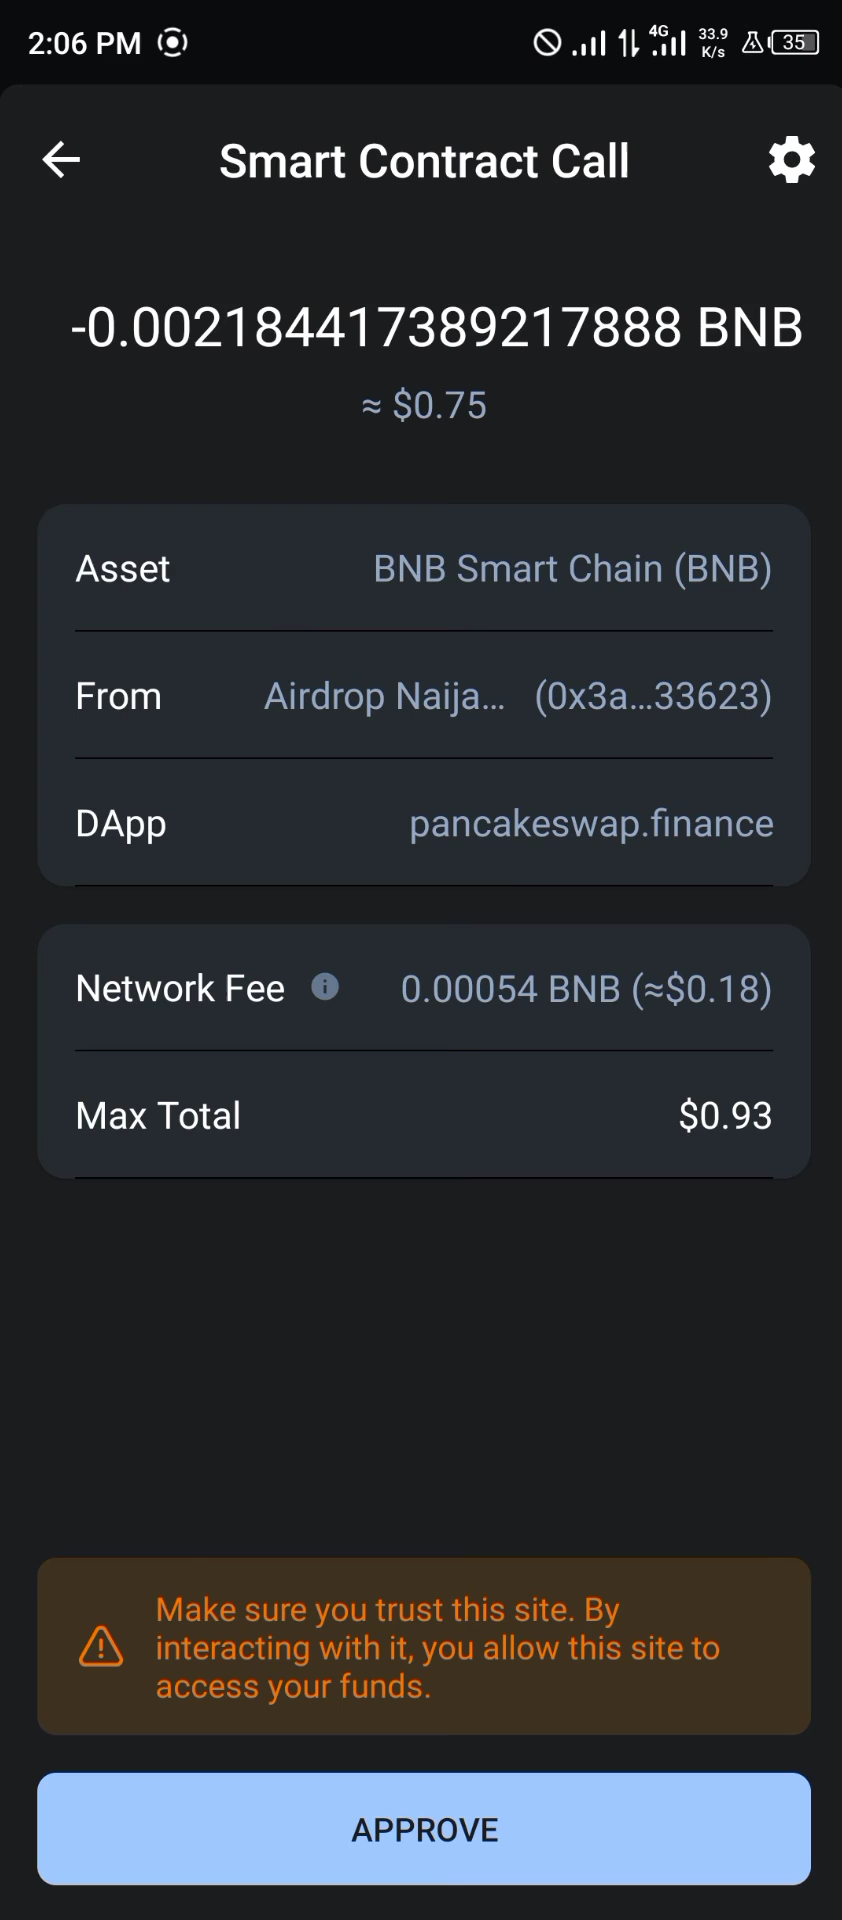 2:06 PM 4G 33.9 K/s 35
Smart Contract Call
-0.002184417389217888 BNB
≈ $0.75
Asset BNB Smart Chain (BNB)
From Airdrop Naija... (0x3a...33623)
DApp pancakeswap.finance
Network Fee 0.00054 BNB (≈$0.18)
Max Total $0.93
Make sure you trust this site. By
interacting with it, you allow this site to
access your funds.
APPROVE